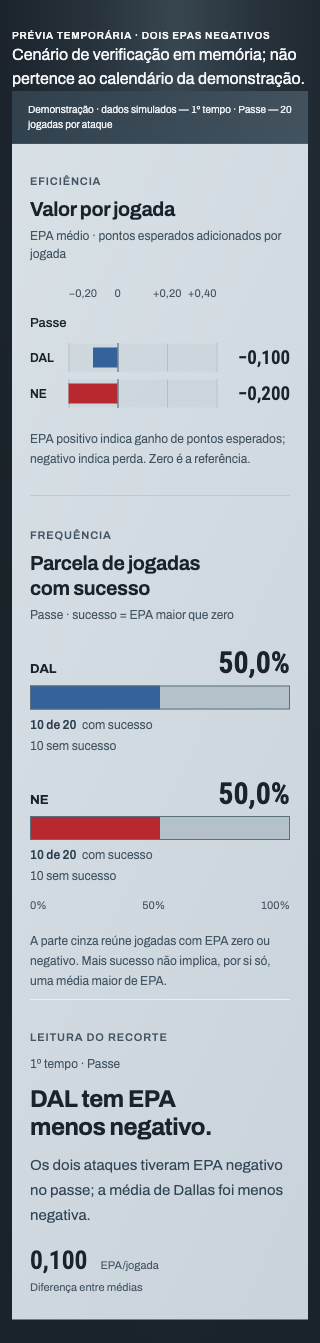 PRÉVIA TEMPORÁRIA · DOIS EPAS NEGATIVOS
Cenário de verificação em memória; não
pertence ao calendário da demonstração.
Demonstração · dados simulados — 1º tempo · Passe — 20
jogadas por ataque
EFICIÊNCIA
Valor por jogada
EPA médio · pontos esperados adicionados por
jogada
−0,20 0 +0,20 +0,40
Passe
DAL −0,100
NE −0,200
EPA positivo indica ganho de pontos esperados;
negativo indica perda. Zero é a referência.
FREQUÊNCIA
Parcela de jogadas
com sucesso
Passe · sucesso = EPA maior que zero
DAL 50,0%
10 de 20 com sucesso
10 sem sucesso
NE 50,0%
10 de 20 com sucesso
10 sem sucesso
0% 50% 100%
A parte cinza reúne jogadas com EPA zero ou
negativo. Mais sucesso não implica, por si só,
uma média maior de EPA.
LEITURA DO RECORTE
1º tempo · Passe
DAL tem EPA
menos negativo.
Os dois ataques tiveram EPA negativo
no passe; a média de Dallas foi menos
negativa.
0,100 EPA/jogada
Diferença entre médias